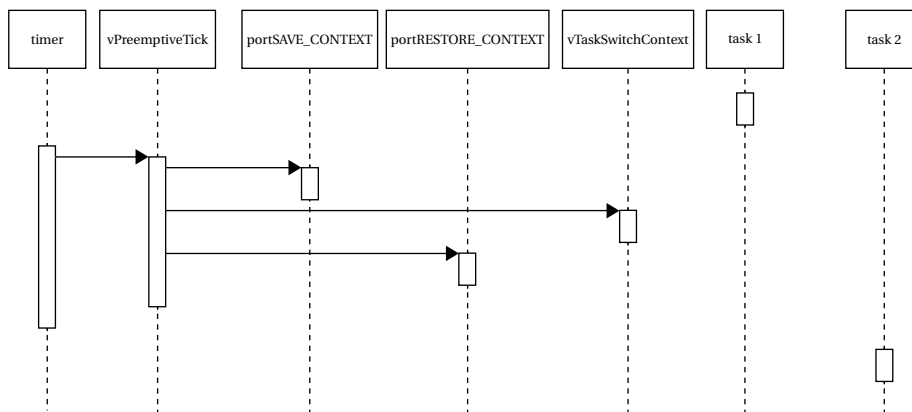 timer
vPreemptiveTick
portSAVE_CONTEXT
portRESTORE_CONTEXT
vTaskSwitchContext
task 1
task 2